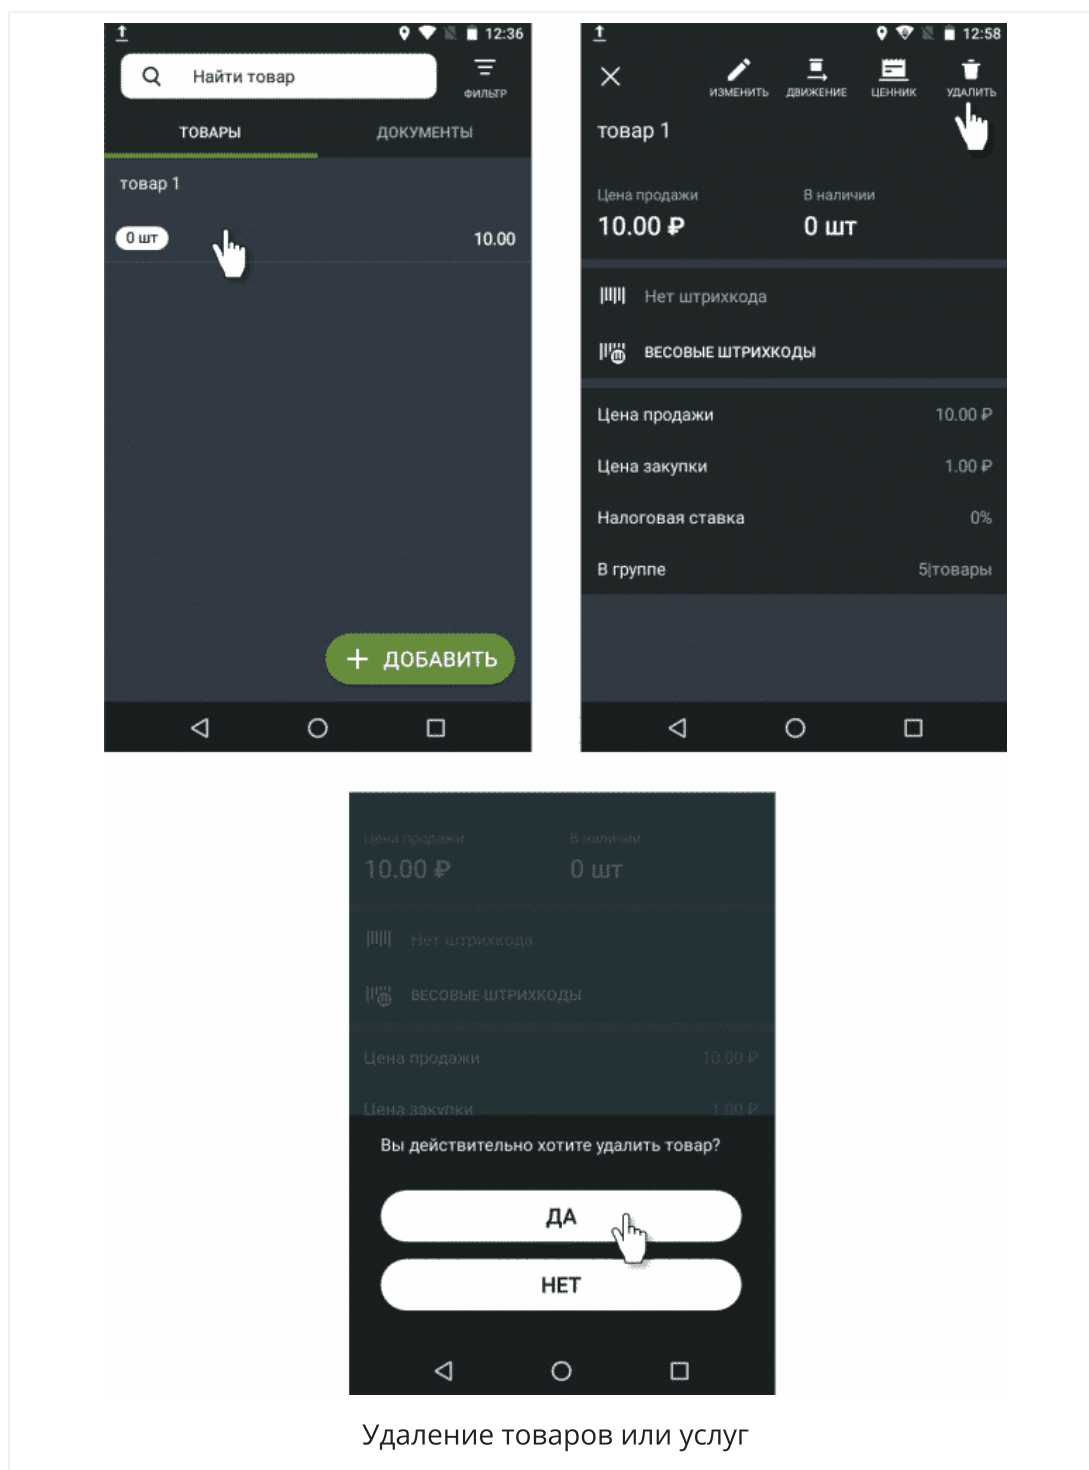 12:36
Найти товар
ФИЛЬТР
ТОВАРЫ ДОКУМЕНТЫ
товар 1
0 шт 10.00
+ ДОБАВИТЬ
12:58
ИЗМЕНИТЬ ДВИЖЕНИЕ ЦЕННИК УДАЛИТЬ
товар 1
Цена продажи В наличии
10.00 ₽ 0 шт
Нет штрихкода
ВЕСОВЫЕ ШТРИХКОДЫ
Цена продажи 10.00 ₽
Цена закупки 1.00 ₽
Налоговая ставка 0%
В группе 5|товары
Цена продажи В наличии
10.00 ₽ 0 шт
Нет штрихкода
ВЕСОВЫЕ ШТРИХКОДЫ
Цена продажи 10.00 ₽
Цена закупки 1.00 ₽
Вы действительно хотите удалить товар?
ДА
НЕТ
Удаление товаров или услуг